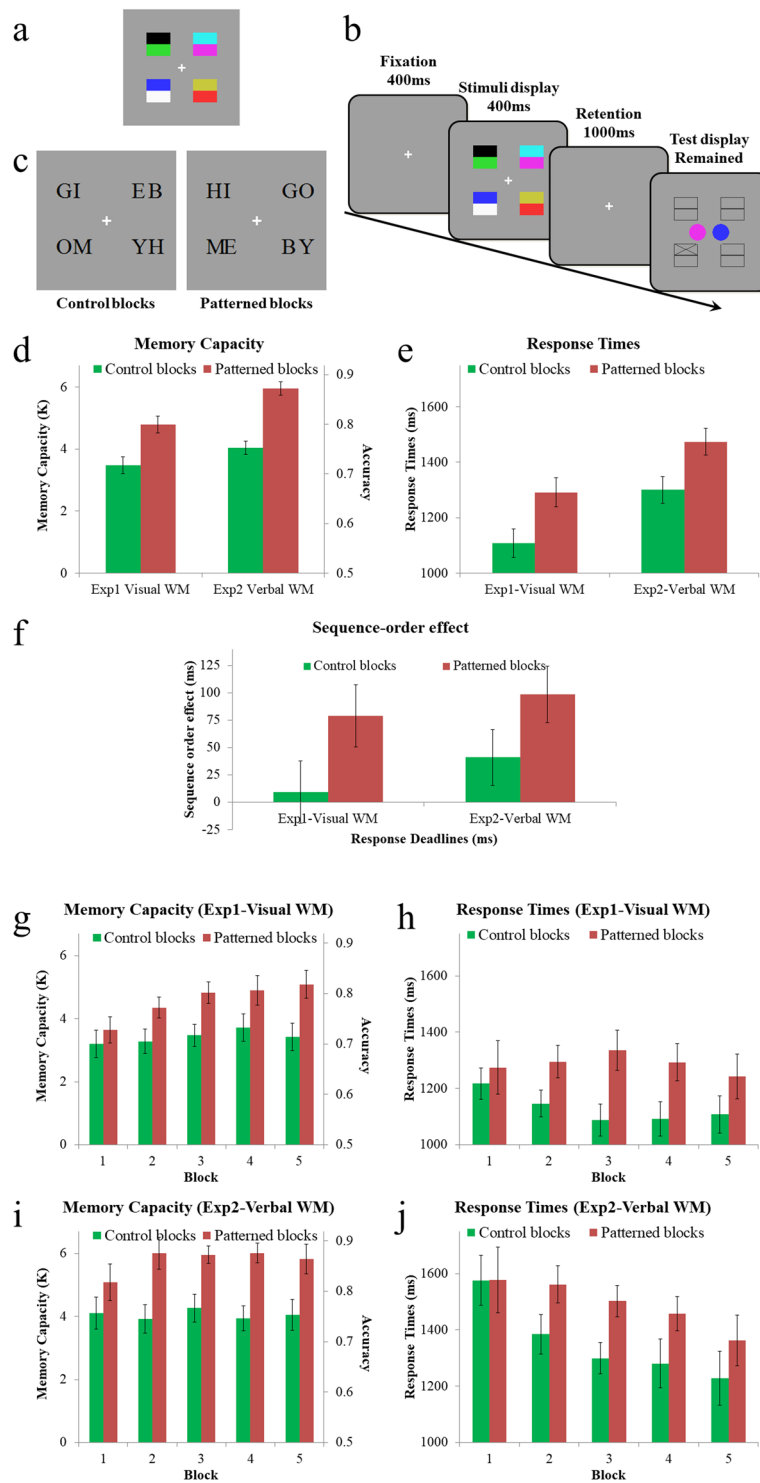 a
b
Fixation
400ms
Stimuli display
400ms
Retention
1000ms
Test display
Remained
c
GI EB
OM YH
Control blocks
HI GO
ME BY
Patterned blocks
d
Memory Capacity
Control blocks Patterned blocks
Memory Capacity (K)
6
4
2
0
Accuracy
0.9
0.8
0.7
0.6
0.5
Exp1 Visual WM Exp2 Verbal WM
e
Response Times
Control blocks Patterned blocks
Response Times (ms)
1600
1400
1200
1000
Exp1-Visual WM Exp2-Verbal WM
f
Sequence-order effect
Control blocks Patterned blocks
Sequence order effect (ms)
125
100
75
50
25
0
-25
Exp1-Visual WM Exp2-Verbal WM
Response Deadlines (ms)
g
Memory Capacity (Exp1-Visual WM)
Control blocks Patterned blocks
Memory Capacity (K)
6
4
2
0
Accuracy
0.9
0.8
0.7
0.6
0.5
1 2 3 4 5
Block
h
Response Times (Exp1-Visual WM)
Control blocks Patterned blocks
Response Times (ms)
1600
1400
1200
1000
1 2 3 4 5
Block
i
Memory Capacity (Exp2-Verbal WM)
Control blocks Patterned blocks
Memory Capacity (K)
6
4
2
0
Accuracy
0.9
0.8
0.7
0.6
0.5
1 2 3 4 5
Block
j
Response Times (Exp2-Verbal WM)
Control blocks Patterned blocks
Response Times (ms)
1600
1400
1200
1000
1 2 3 4 5
Block